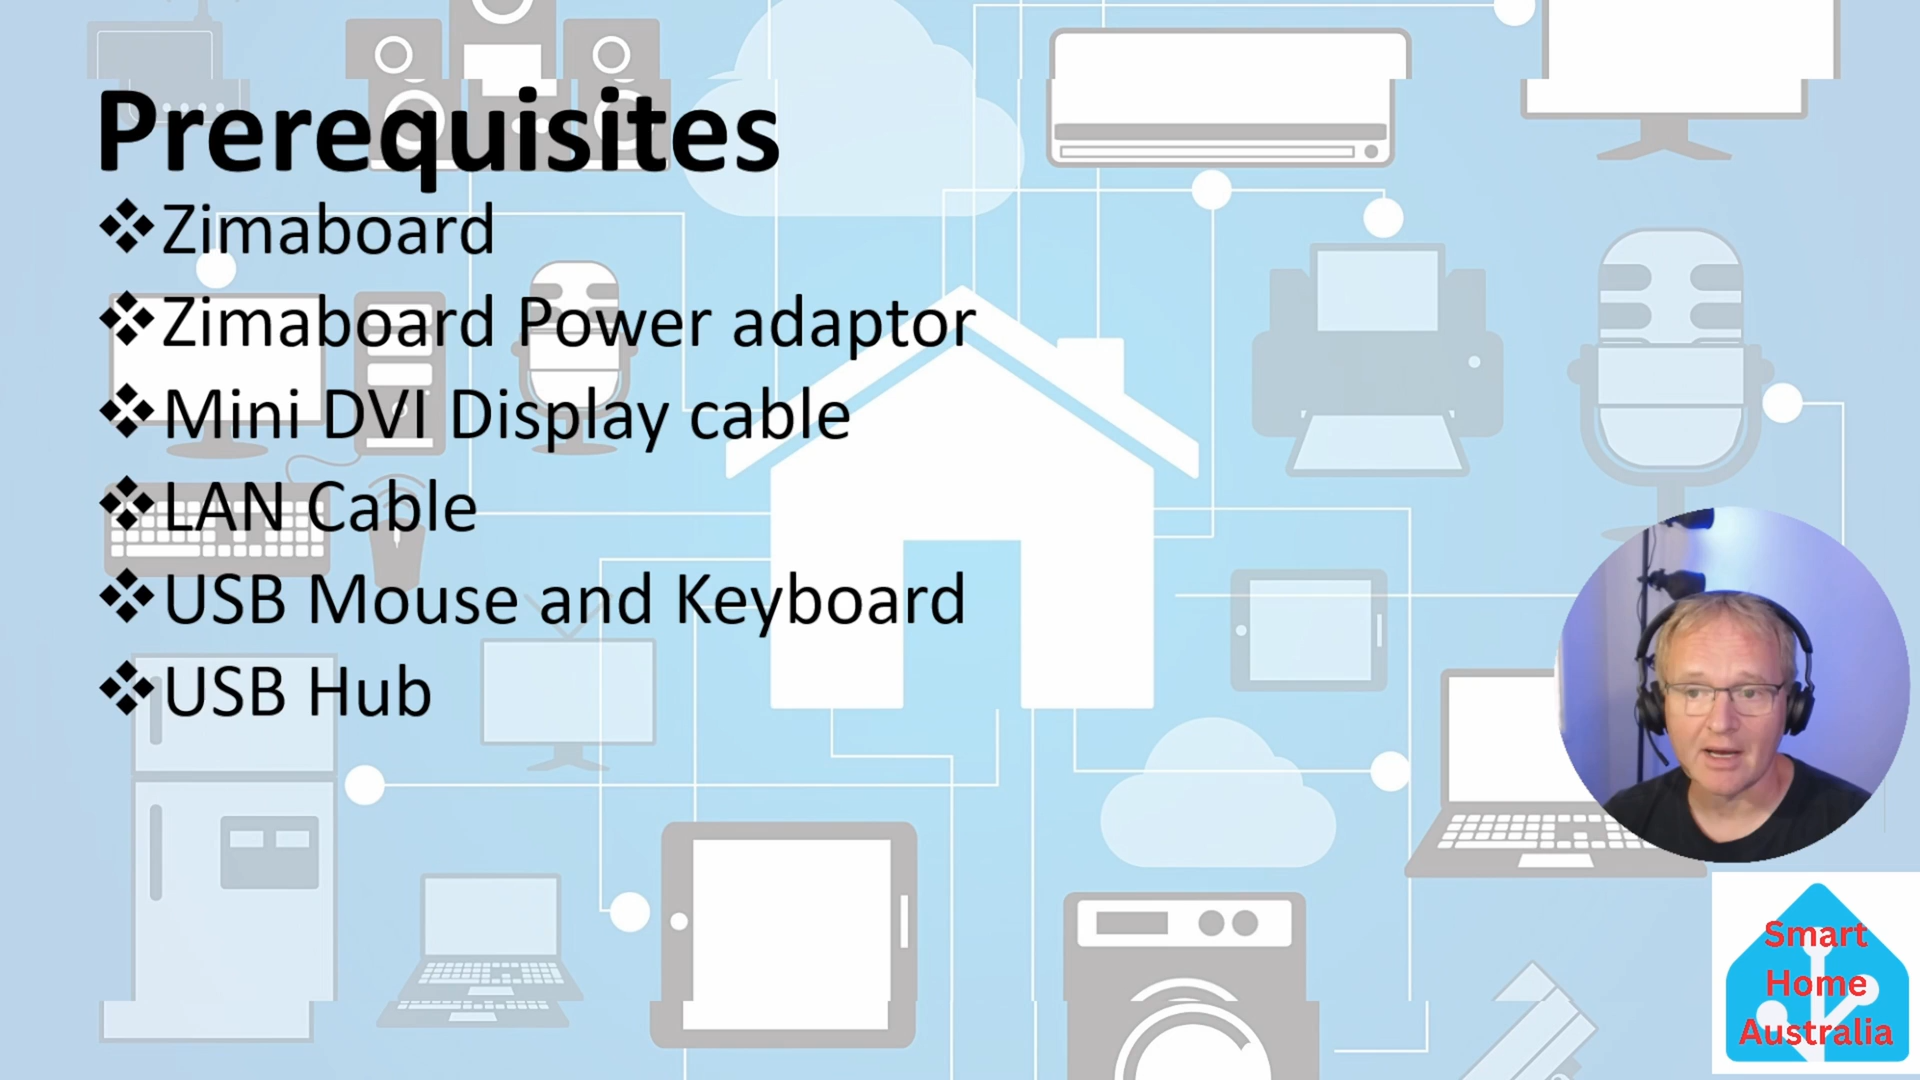 Prerequisites
❖Zimaboard
❖Zimaboard Power adaptor
❖Mini DVI Display cable
❖LAN Cable
❖USB Mouse and Keyboard
❖USB Hub
Smart
Home
Australia